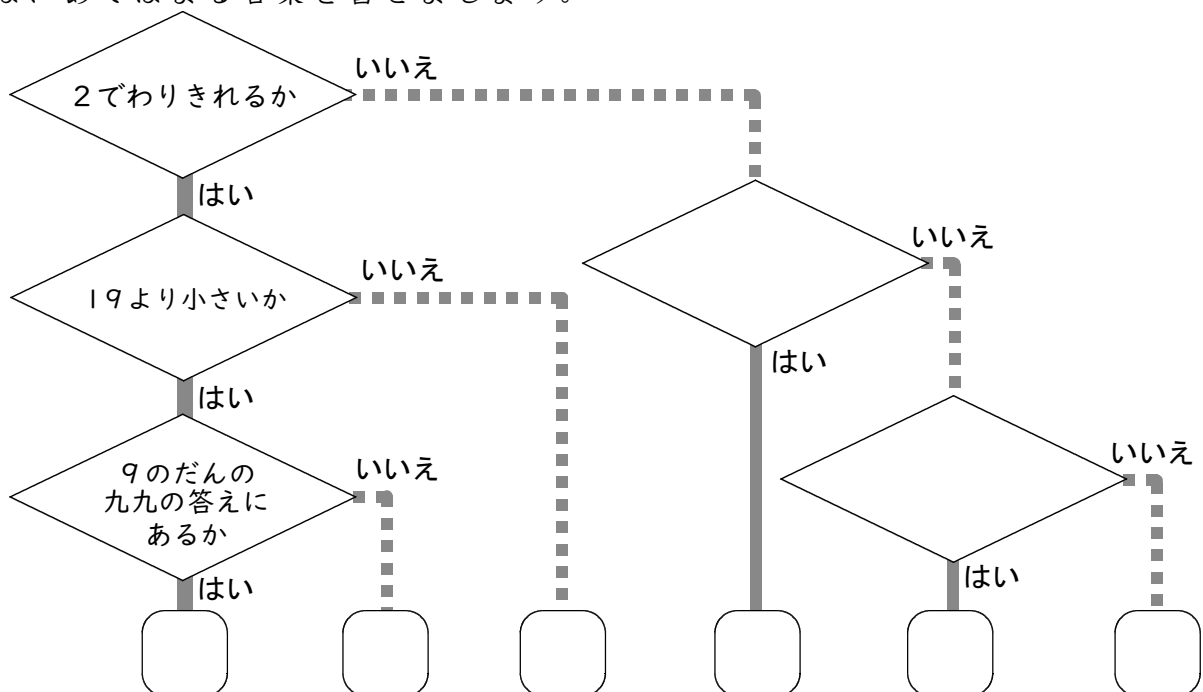 ２でわりきれるか
いいえ
はい
１９より小さいか
いいえ
はい
９のだんの
九九の答えに
あるか
いいえ
はい
いいえ
はい
いいえ
はい